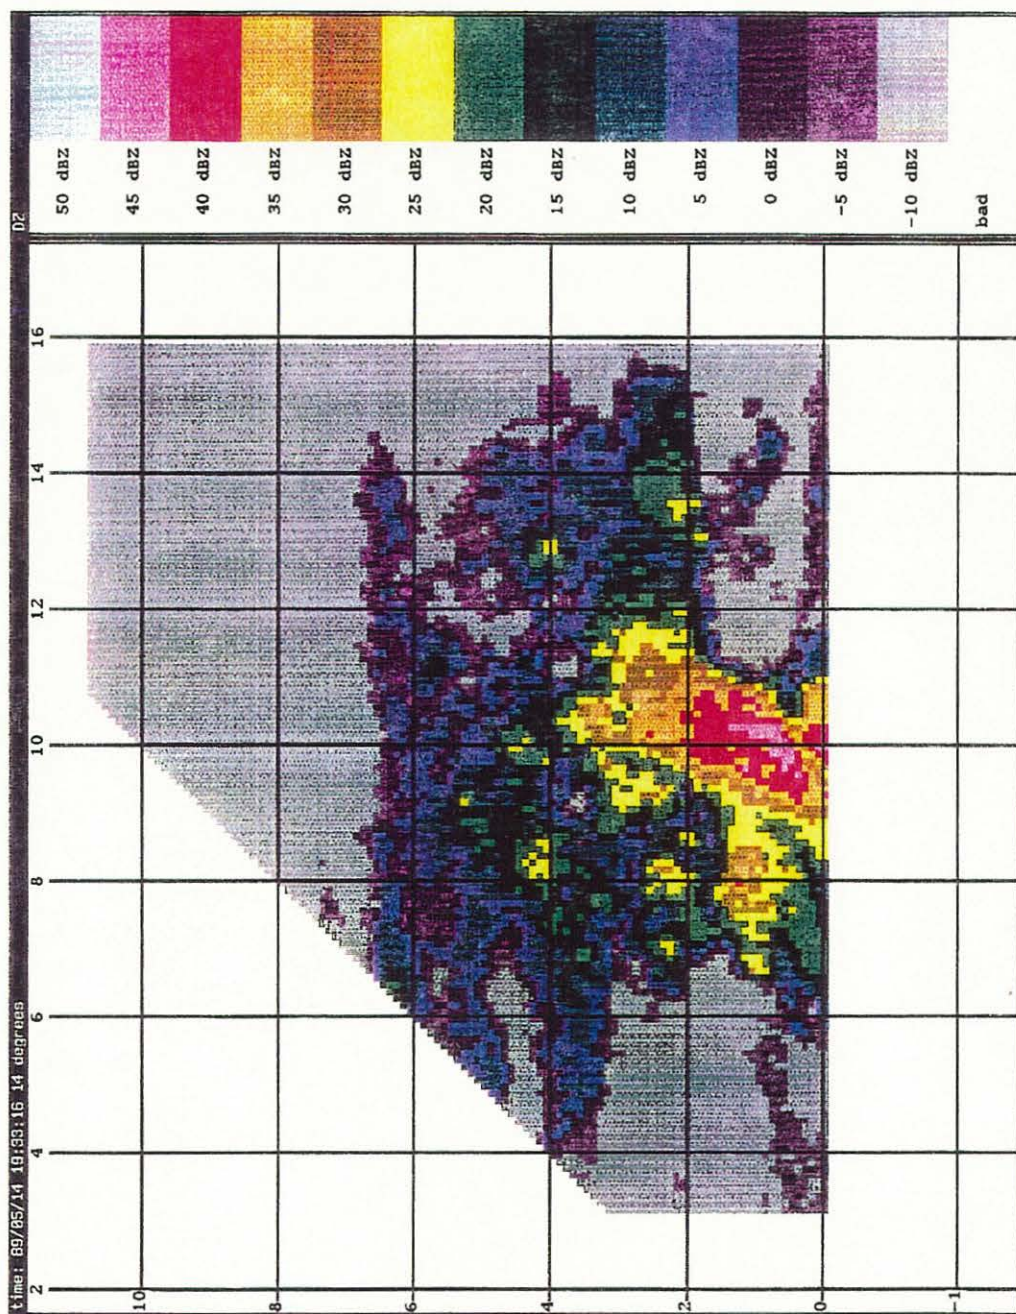 time: 89/05/14 19:33:16 14 degrees
DZ
10
8
6
4
2
0
-1
2
4
6
8
10
12
14
16
50 dBZ
45 dBZ
40 dBZ
35 dBZ
30 dBZ
25 dBZ
20 dBZ
15 dBZ
10 dBZ
5 dBZ
0 dBZ
-5 dBZ
-10 dBZ
bad